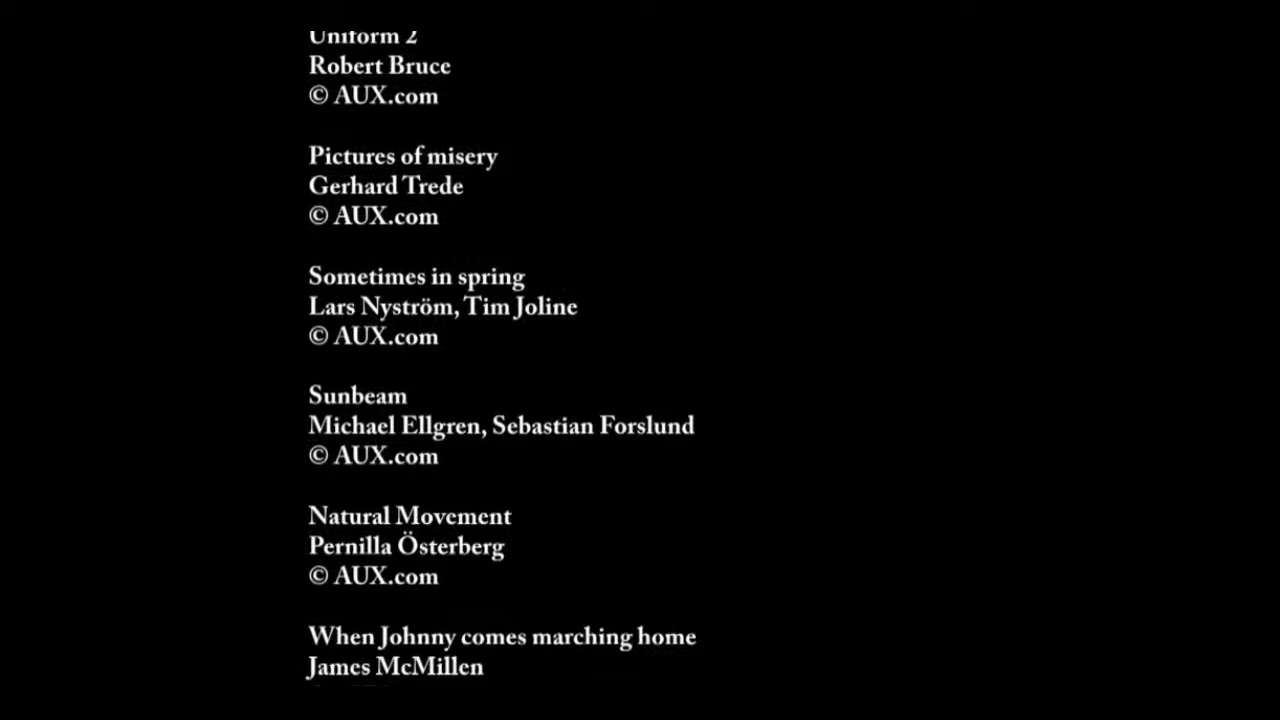 Uniform 2
Robert Bruce
© AUX.com
Pictures of misery
Gerhard Trede
© AUX.com
Sometimes in spring
Lars Nyström, Tim Joline
© AUX.com
Sunbeam
Michael Ellgren, Sebastian Forslund
© AUX.com
Natural Movement
Pernilla Österberg
© AUX.com
When Johnny comes marching home
James McMillen